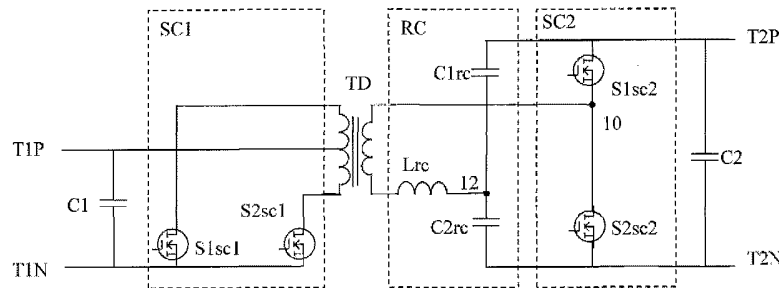 SC1
RC
SC2
T2P
C1rc
S1sc2
TD
10
T1P
Lrc
12
C2
C1
S2sc1
C2rc
S2sc2
S1sc1
T1N
T2N